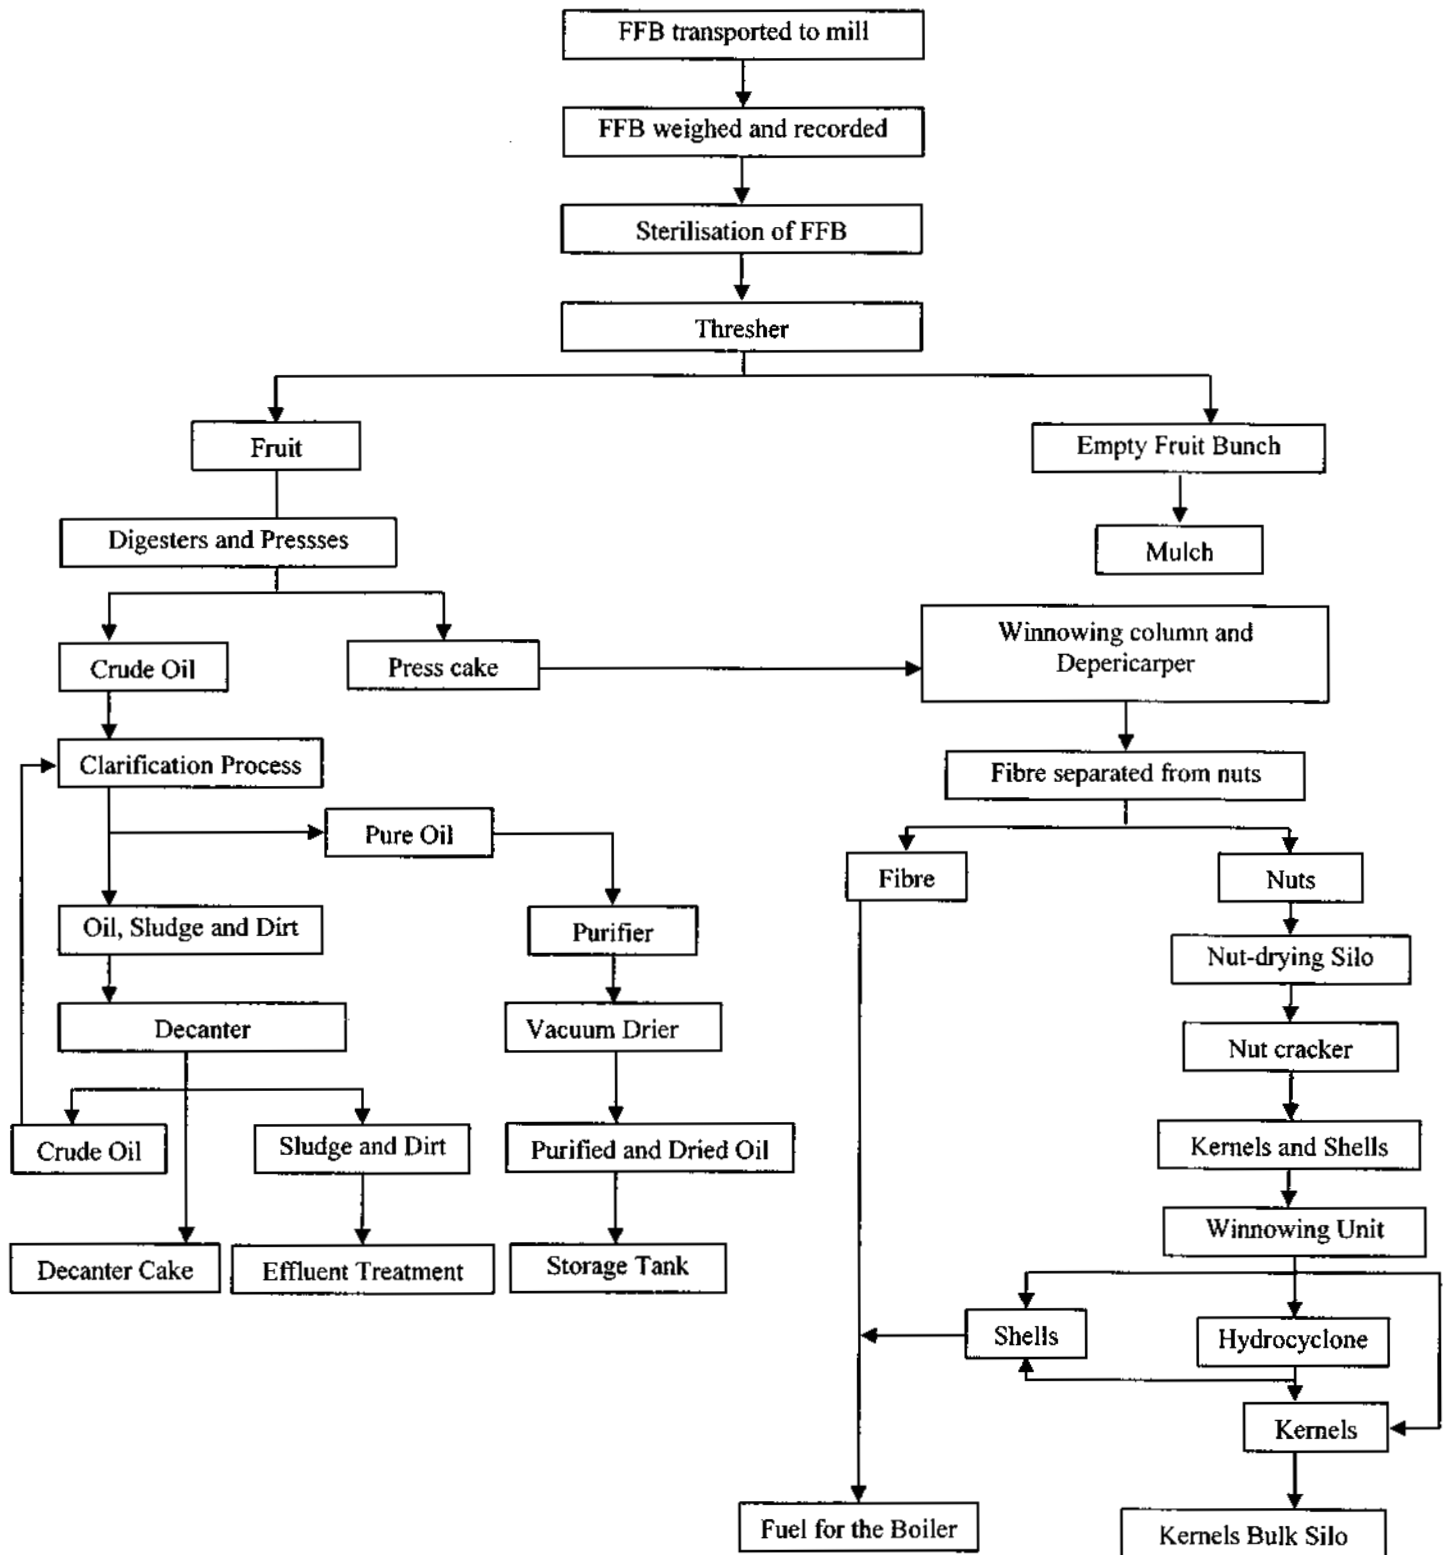 FFB transported to mill
FFB weighed and recorded
Sterilisation of FFB
Thresher
Fruit
Empty Fruit Bunch
Digesters and Pressses
Mulch
Crude Oil
Press cake
Winnowing column and
Depericarper
Clarification Process
Fibre separated from nuts
Pure Oil
Fibre
Nuts
Oil, Sludge and Dirt
Purifier
Nut-drying Silo
Decanter
Vacuum Drier
Nut cracker
Crude Oil
Sludge and Dirt
Purified and Dried Oil
Kernels and Shells
Winnowing Unit
Decanter Cake
Effluent Treatment
Storage Tank
Shells
Hydrocyclone
Kernels
Fuel for the Boiler
Kernels Bulk Silo